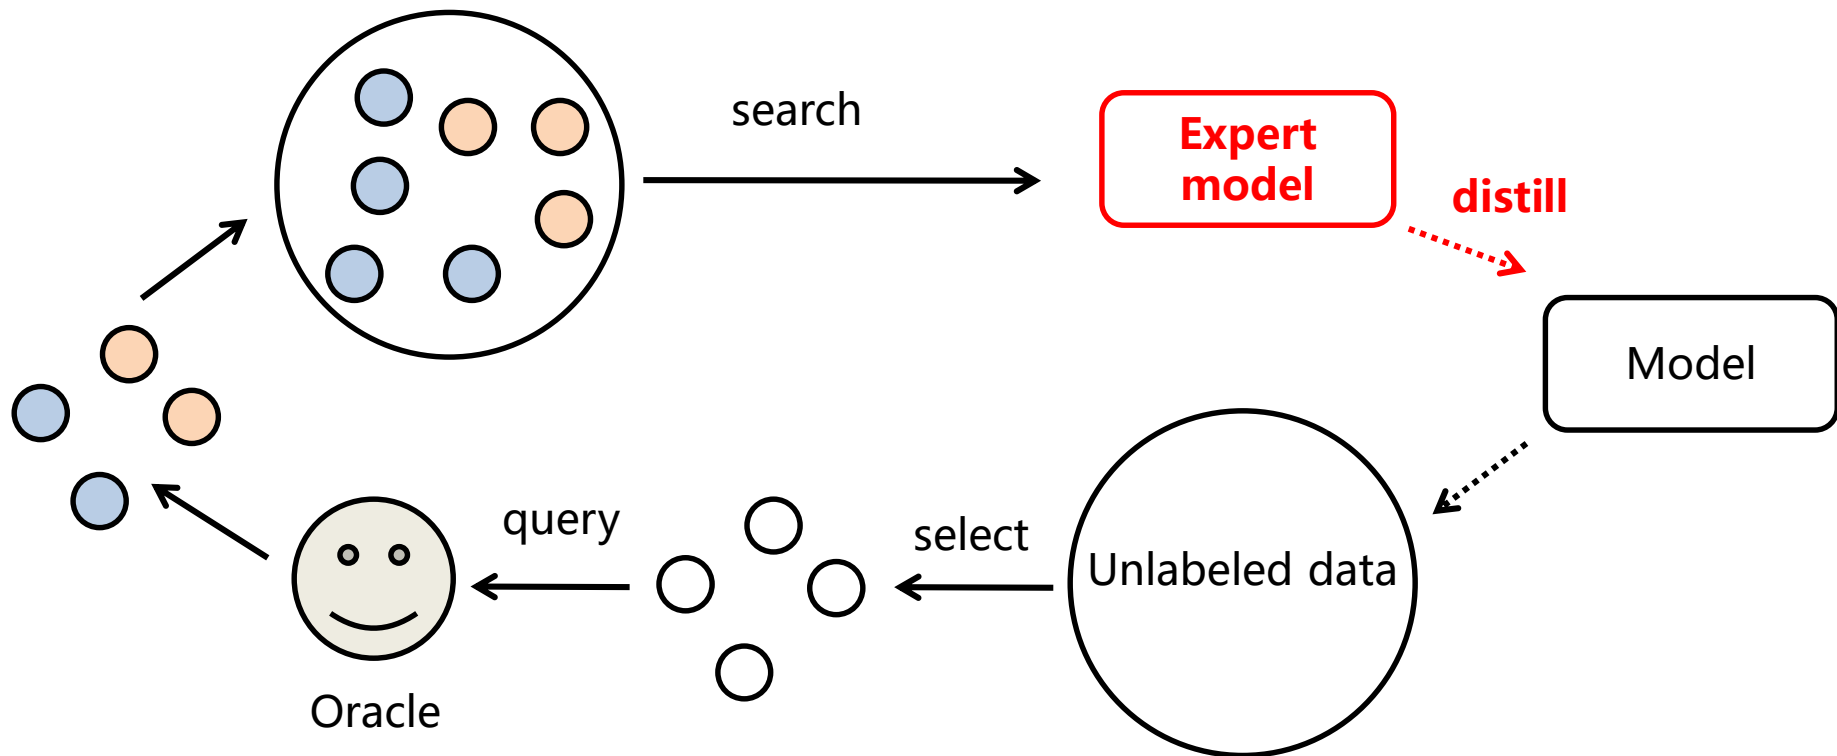 search
Expert
model
distill
Model
Unlabeled data
select
query
Oracle